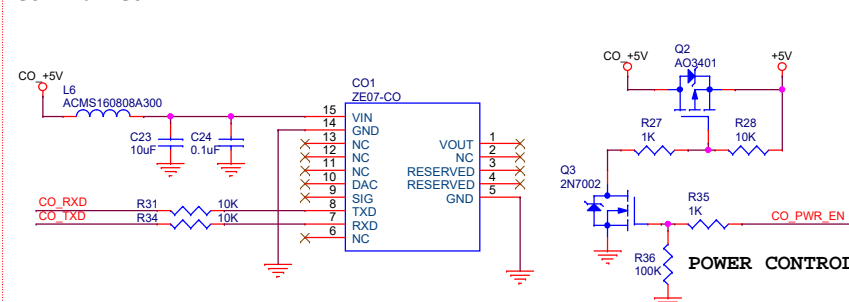 CO_+5V
L6
ACMS160808A300
C23
10uF
C24
0.1uF
CO1
ZE07-CO
15
14
13
12
11
10
9
8
7
6
VIN
GND
NC
NC
NC
DAC
SIG
TXD
RXD
NC
VOUT
NC
RESERVED
RESERVED
GND
1
2
3
4
5
CO_RXD
CO_TXD
R31
10K
R34
10K
CO_+5V
Q2
AO3401
+5V
R27
1K
R28
10K
Q3
2N7002
R35
1K
CO_PWR_EN
R36
100K
POWER CONTROL